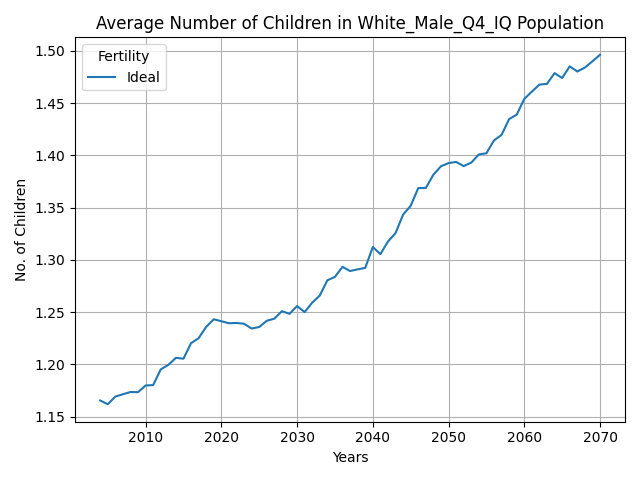 Average Number of Children in White_Male_Q4_IQ Population
Fertility
Ideal
No. of Children
1.50
1.45
1.40
1.35
1.30
1.25
1.20
1.15
2010 2020 2030 2040 2050 2060 2070
Years